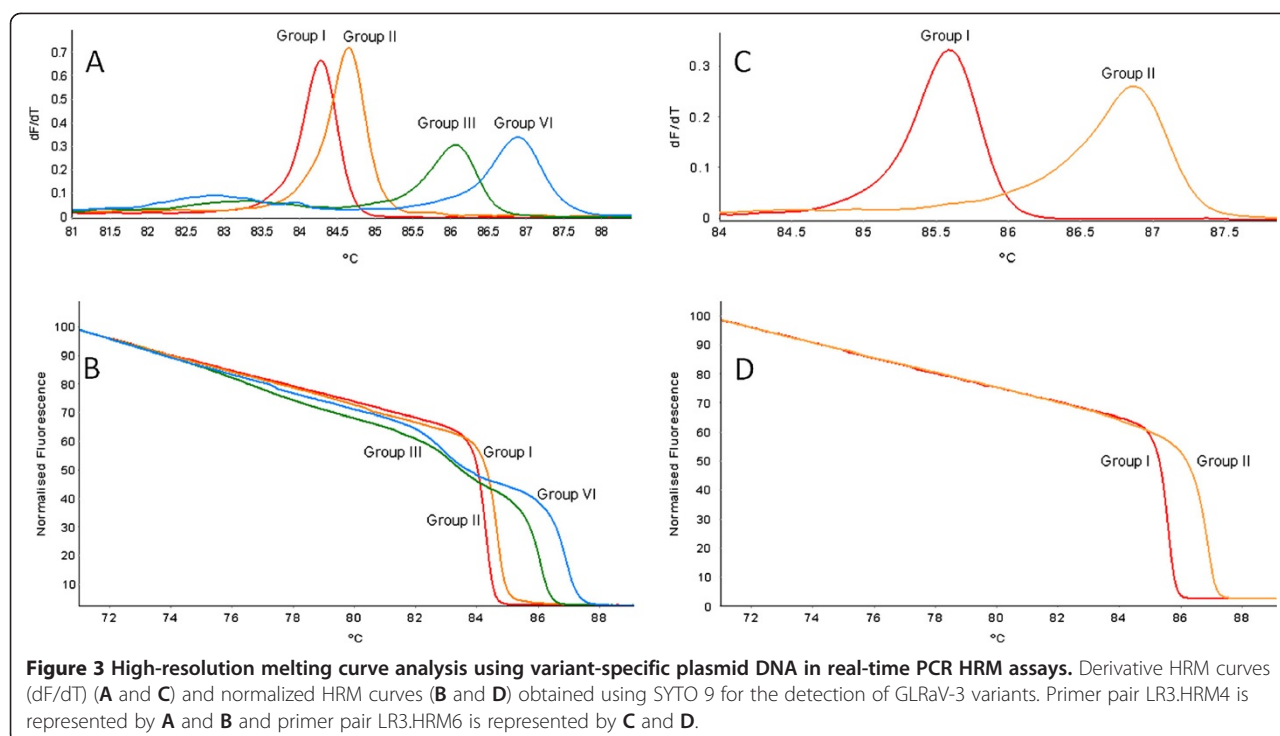 A
Group I
Group II
Group III
Group VI
dF/dT
0.7
0.6
0.5
0.4
0.3
0.2
0.1
0
81 81.5 82 82.5 83 83.5 84 84.5 85 85.5 86 86.5 87 87.5 88
°C
C
Group I
Group II
dF/dT
0.3
0.2
0.1
0
84 84.5 85 85.5 86 86.5 87 87.5
°C
B
Group III
Group I
Group VI
Group II
Normalised Fluorescence
100
90
80
70
60
50
40
30
20
10
72 74 76 78 80 82 84 86 88
°C
D
Group I
Group II
Normalised Fluorescence
100
90
80
70
60
50
40
30
20
10
0
72 74 76 78 80 82 84 86 88
°C
Figure 3 High-resolution melting curve analysis using variant-specific plasmid DNA in real-time PCR HRM assays. Derivative HRM curves
(dF/dT) (A and C) and normalized HRM curves (B and D) obtained using SYTO 9 for the detection of GLRaV-3 variants. Primer pair LR3.HRM4 is
represented by A and B and primer pair LR3.HRM6 is represented by C and D.